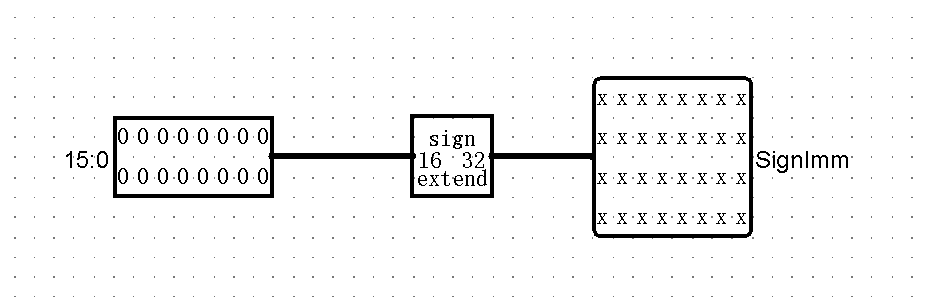 15:0
0 0 0 0 0 0 0 0
0 0 0 0 0 0 0 0
sign
16 32
extend
x x x x x x x x
x x x x x x x x
x x x x x x x x
x x x x x x x x
SignImm